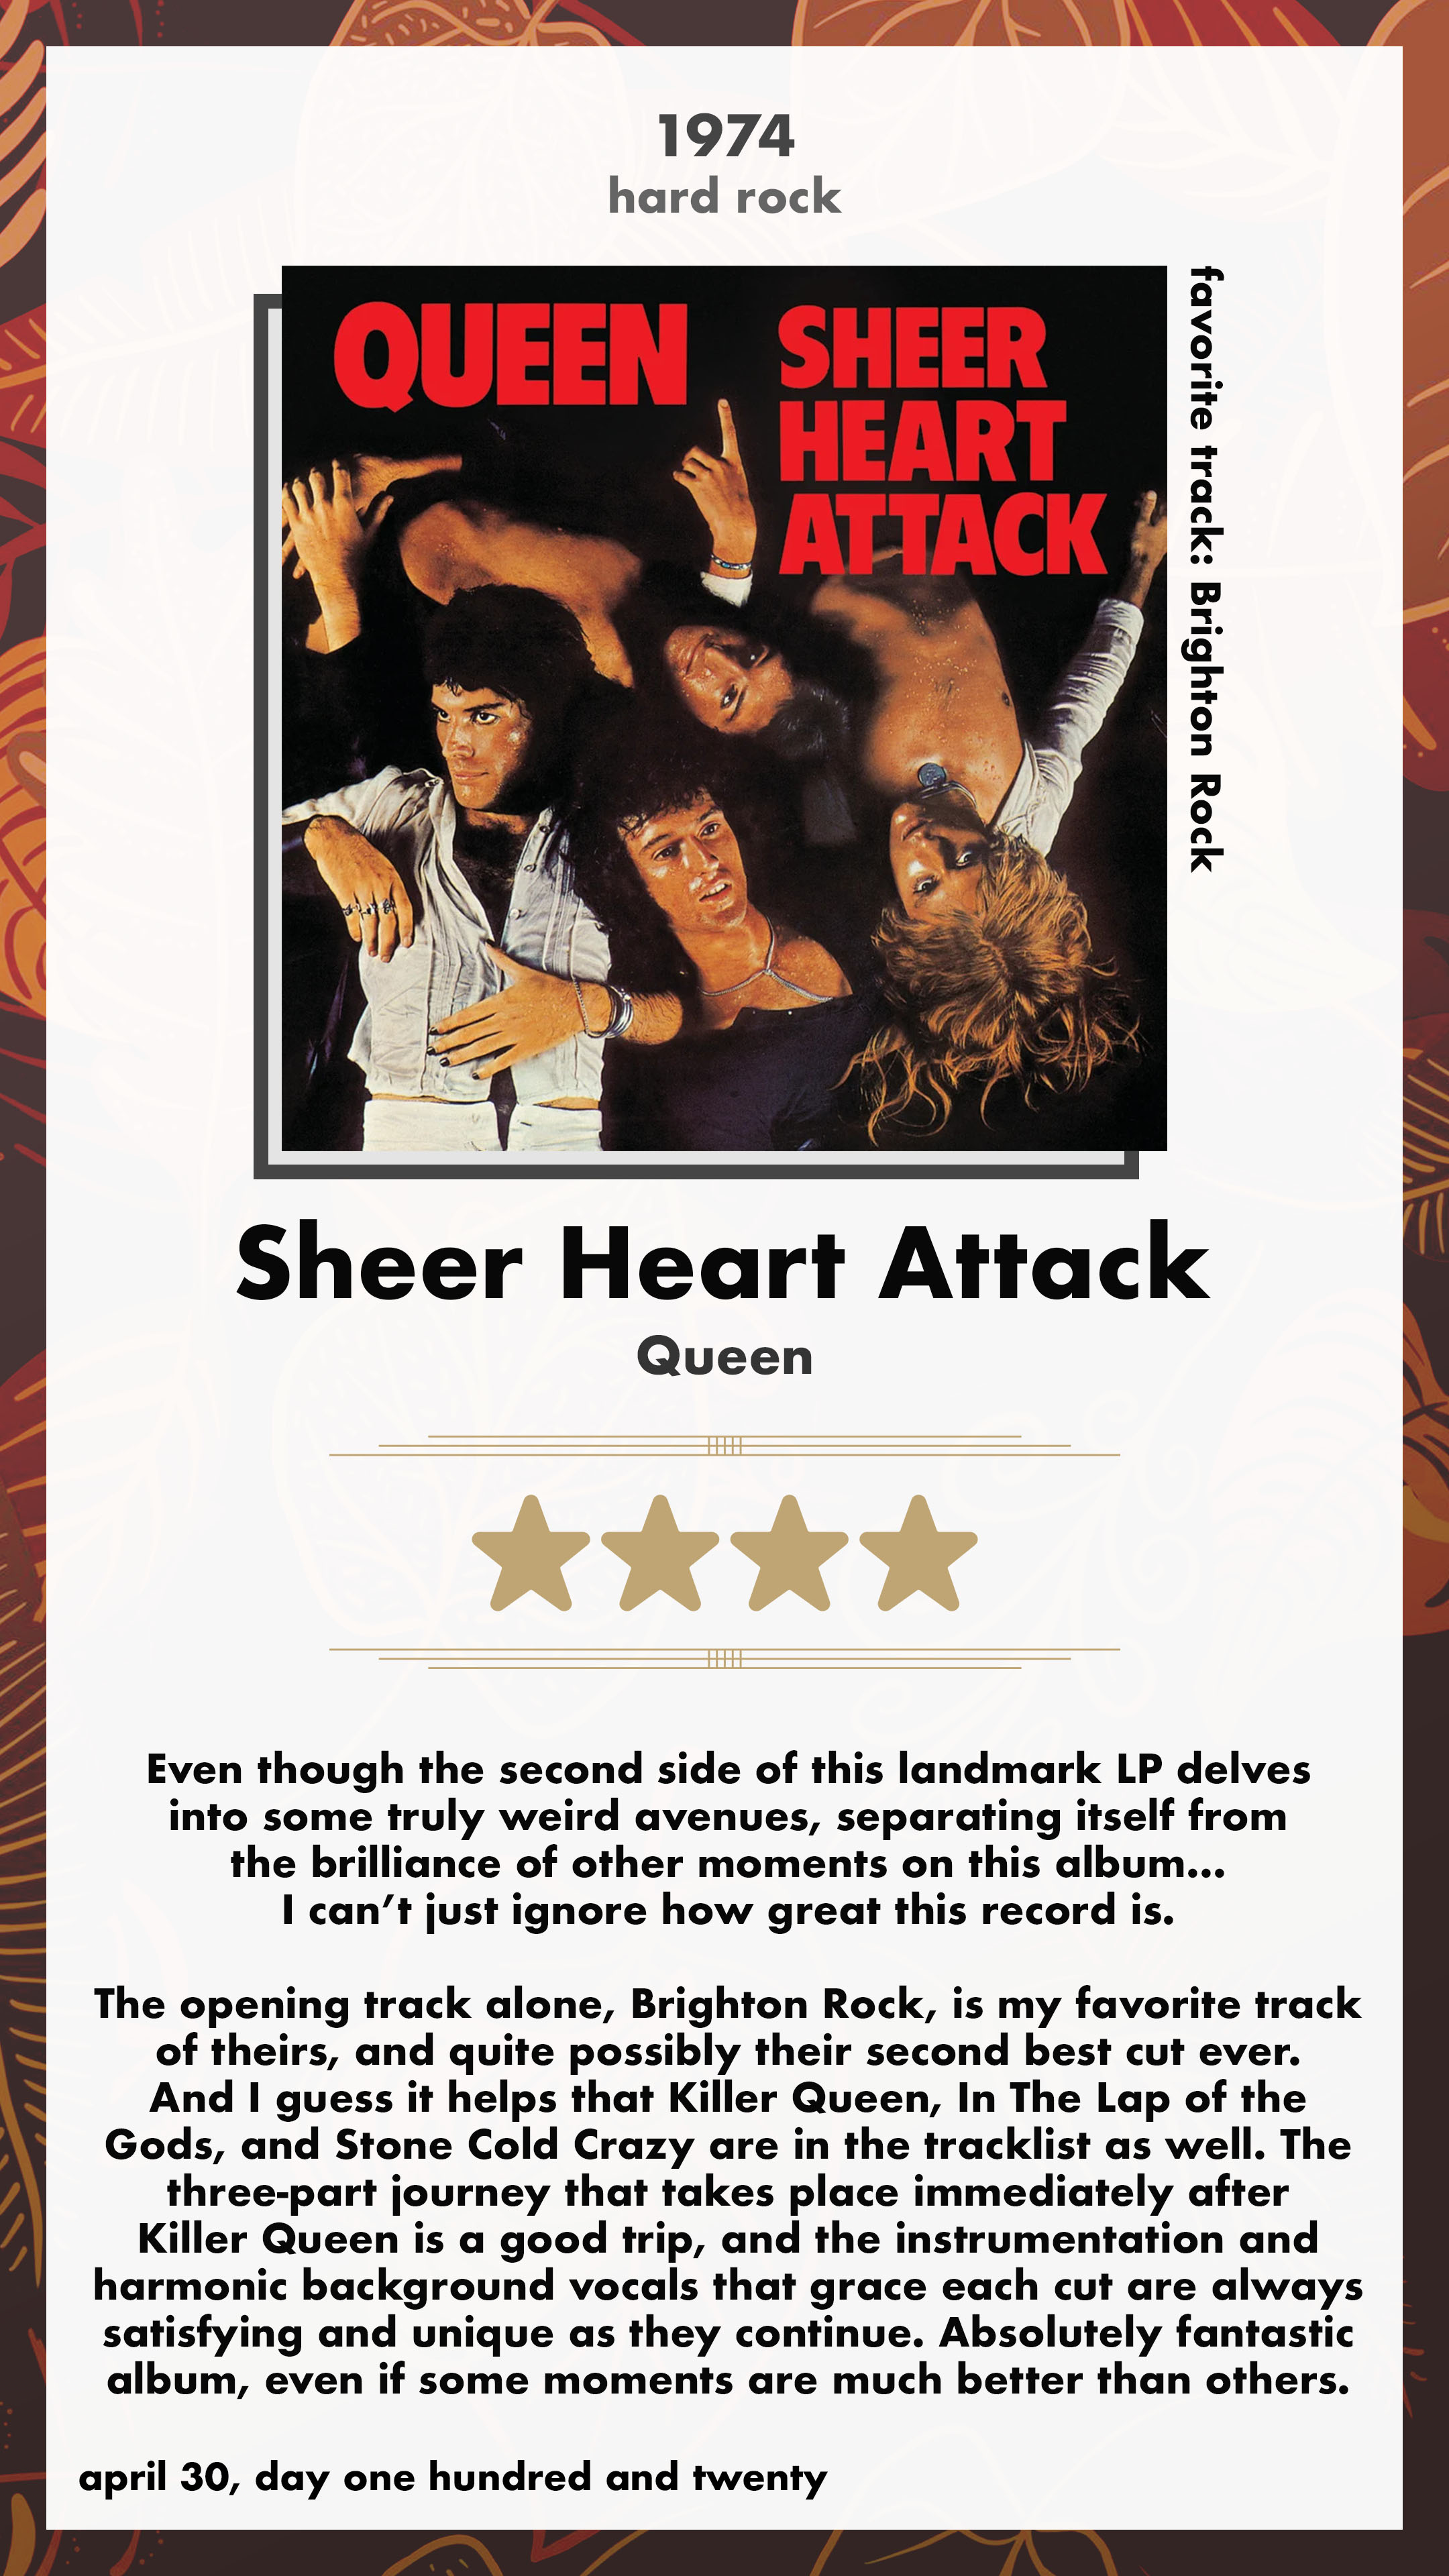 1974
hard rock
QUEEN
SHEER
HEART
ATTACK
favorite track: Brighton Rock
Sheer Heart Attack
Queen
Even though the second side of this landmark LP delves
into some truly weird avenues, separating itself from
the brilliance of other moments on this album...
I can’t just ignore how great this record is.
The opening track alone, Brighton Rock, is my favorite track
of theirs, and quite possibly their second best cut ever.
And I guess it helps that Killer Queen, In The Lap of the
Gods, and Stone Cold Crazy are in the tracklist as well. The
three-part journey that takes place immediately after
Killer Queen is a good trip, and the instrumentation and
harmonic background vocals that grace each cut are always
satisfying and unique as they continue. Absolutely fantastic
album, even if some moments are much better than others.
april 30, day one hundred and twenty